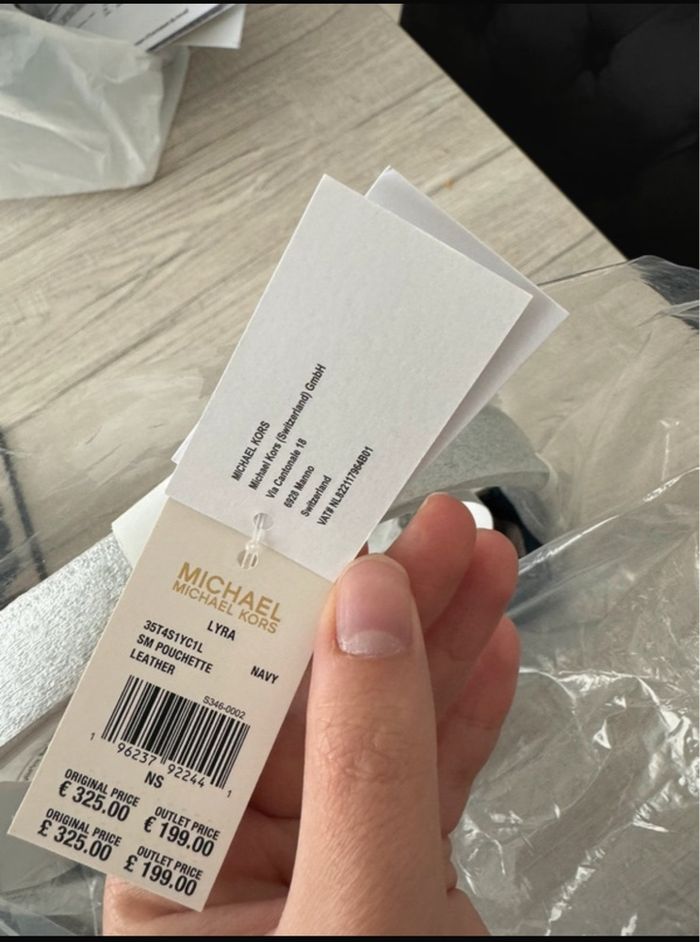 MICHAEL KORS
Michael Kors (Switzerland) GmbH
Via Cantonale 18
6928 Manno
Switzerland
VAT# NL822117964B01
MICHAEL
MICHAEL KORS
LYRA
35T4S1YC1L
SM POUCHETTE
LEATHER NAVY
S346-0002
1 96237 92244 1
NS
ORIGINAL PRICE OUTLET PRICE
€ 325.00 € 199.00
ORIGINAL PRICE OUTLET PRICE
£ 325.00 £ 199.00